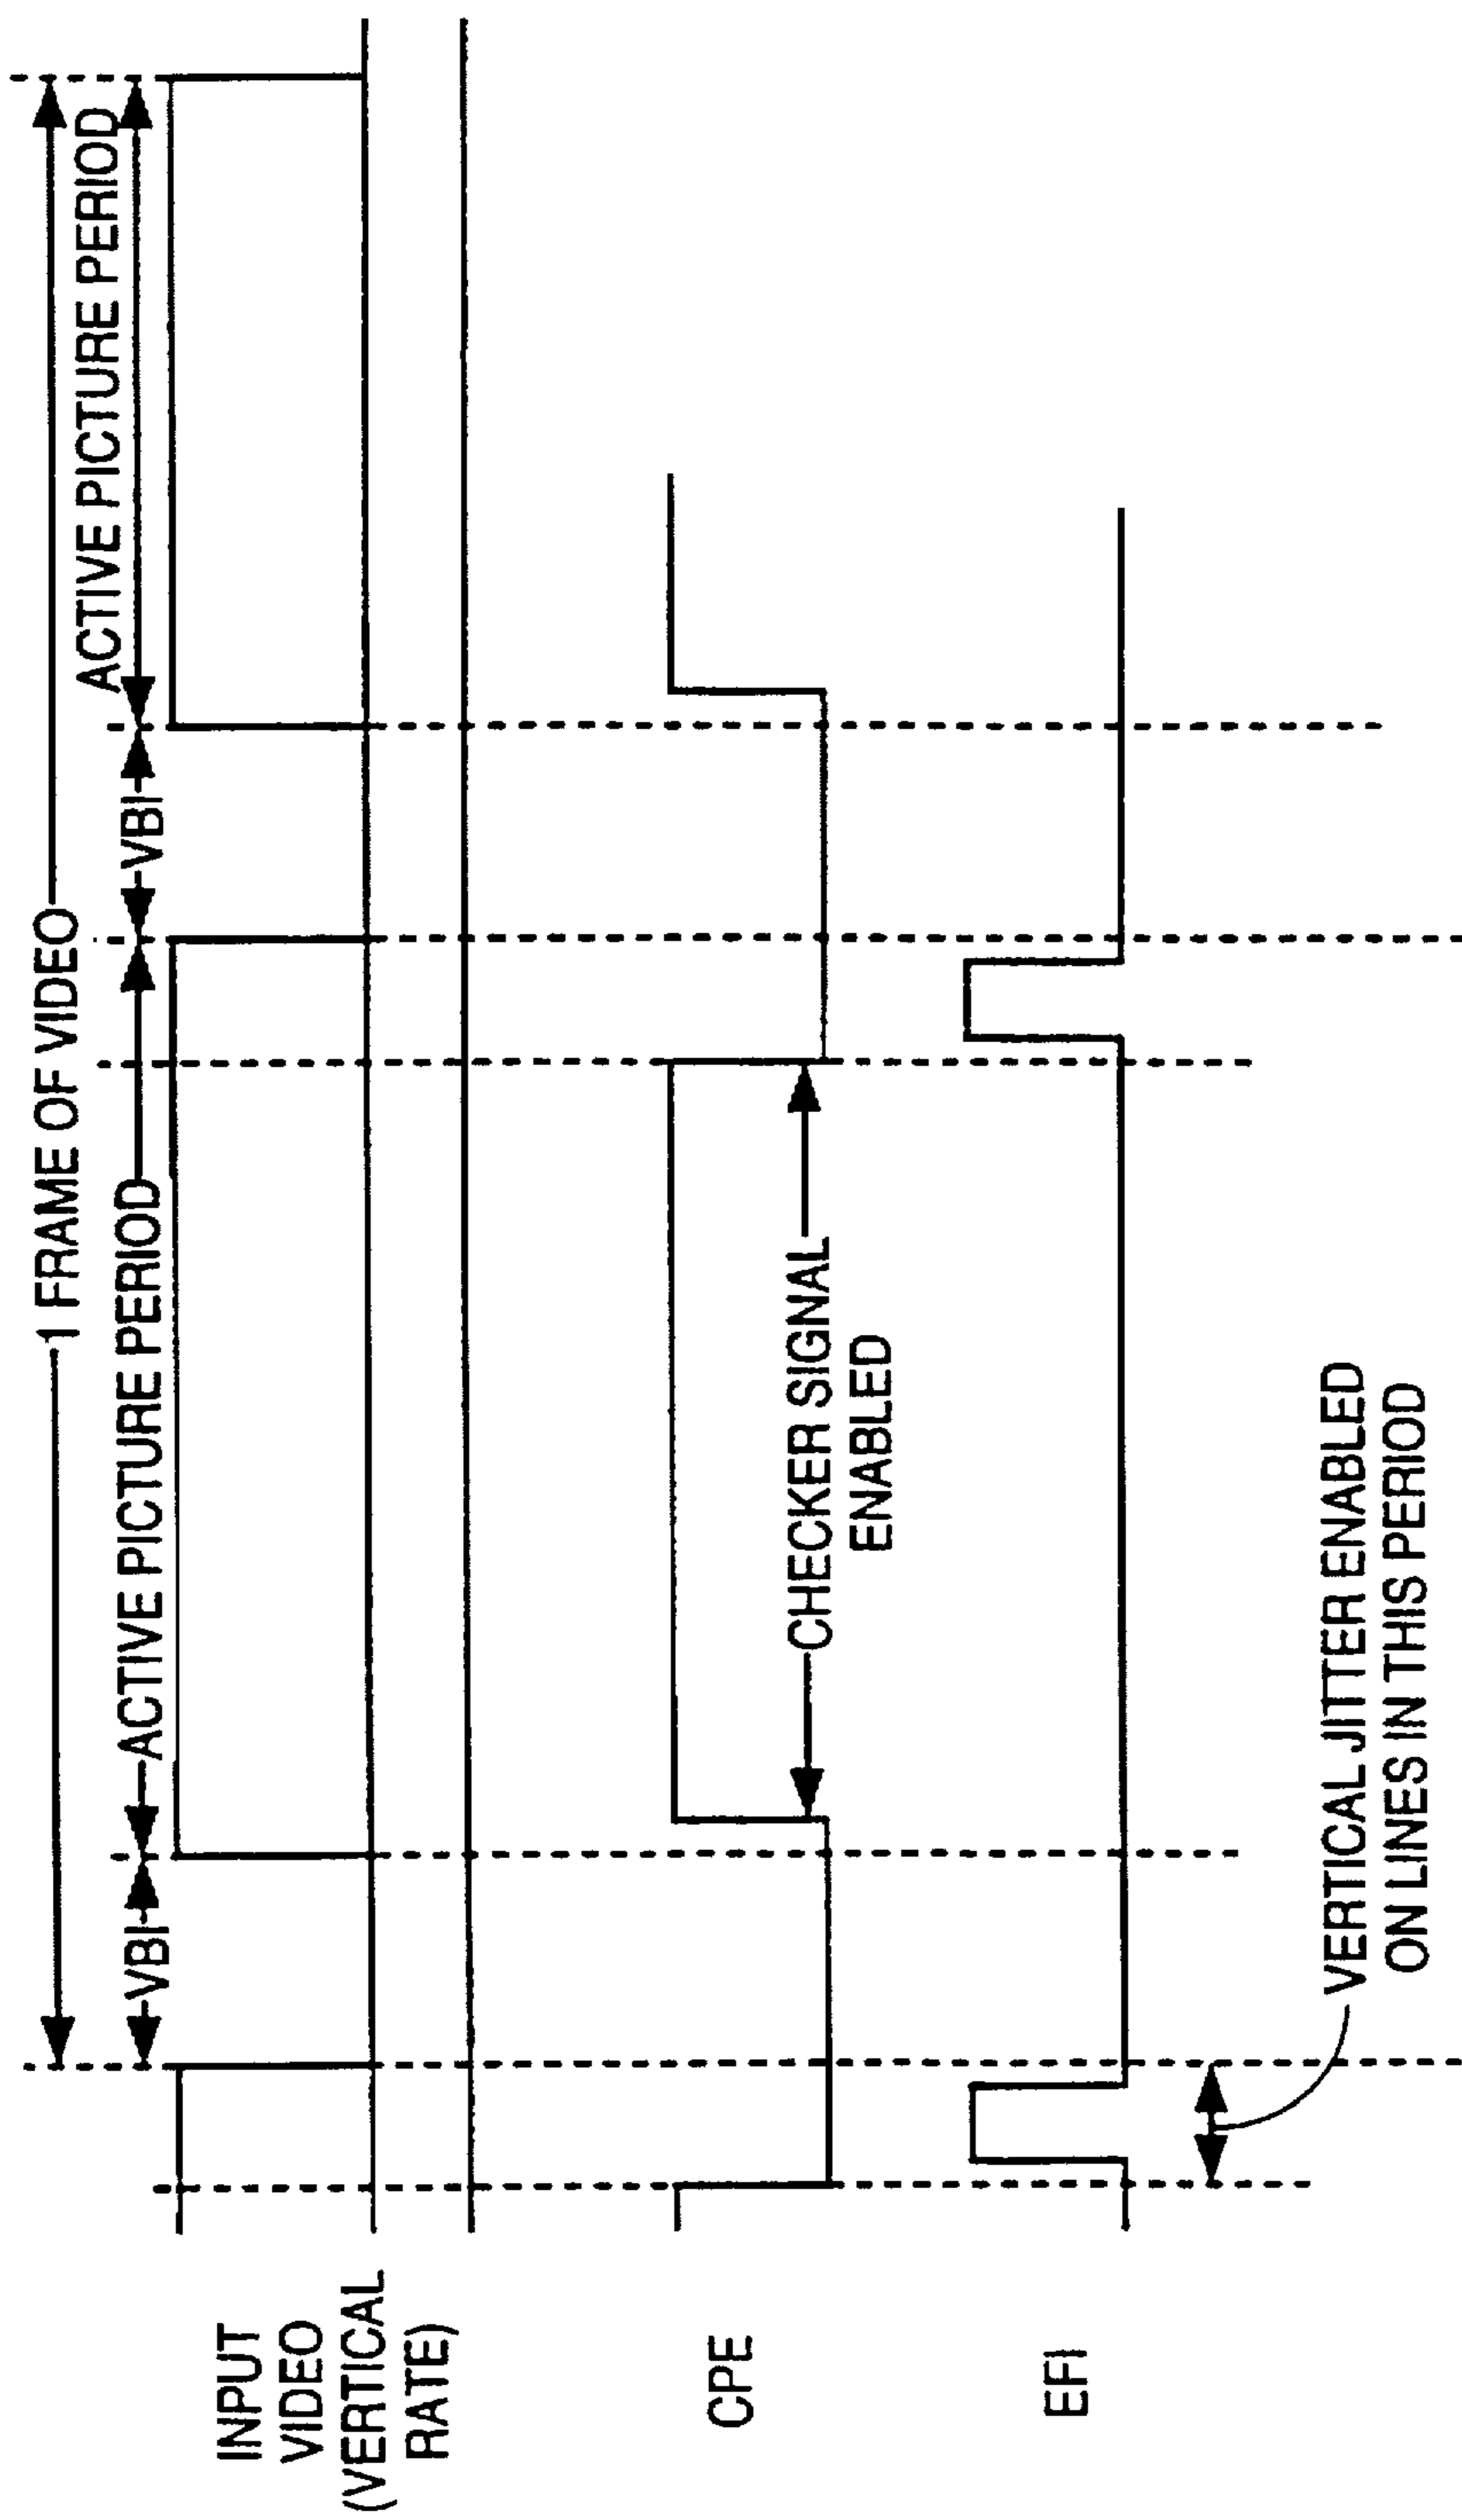 1 FRAME OF VIDEO
VBI
ACTIVE PICTURE PERIOD
VBI
ACTIVE PICTURE PERIOD
INPUT
VIDEO
(VERTICAL
RATE)
CPE
CHECKER SIGNAL
ENABLED
EFI
VERTICAL JITTER ENABLED
ON LINES IN THIS PERIOD